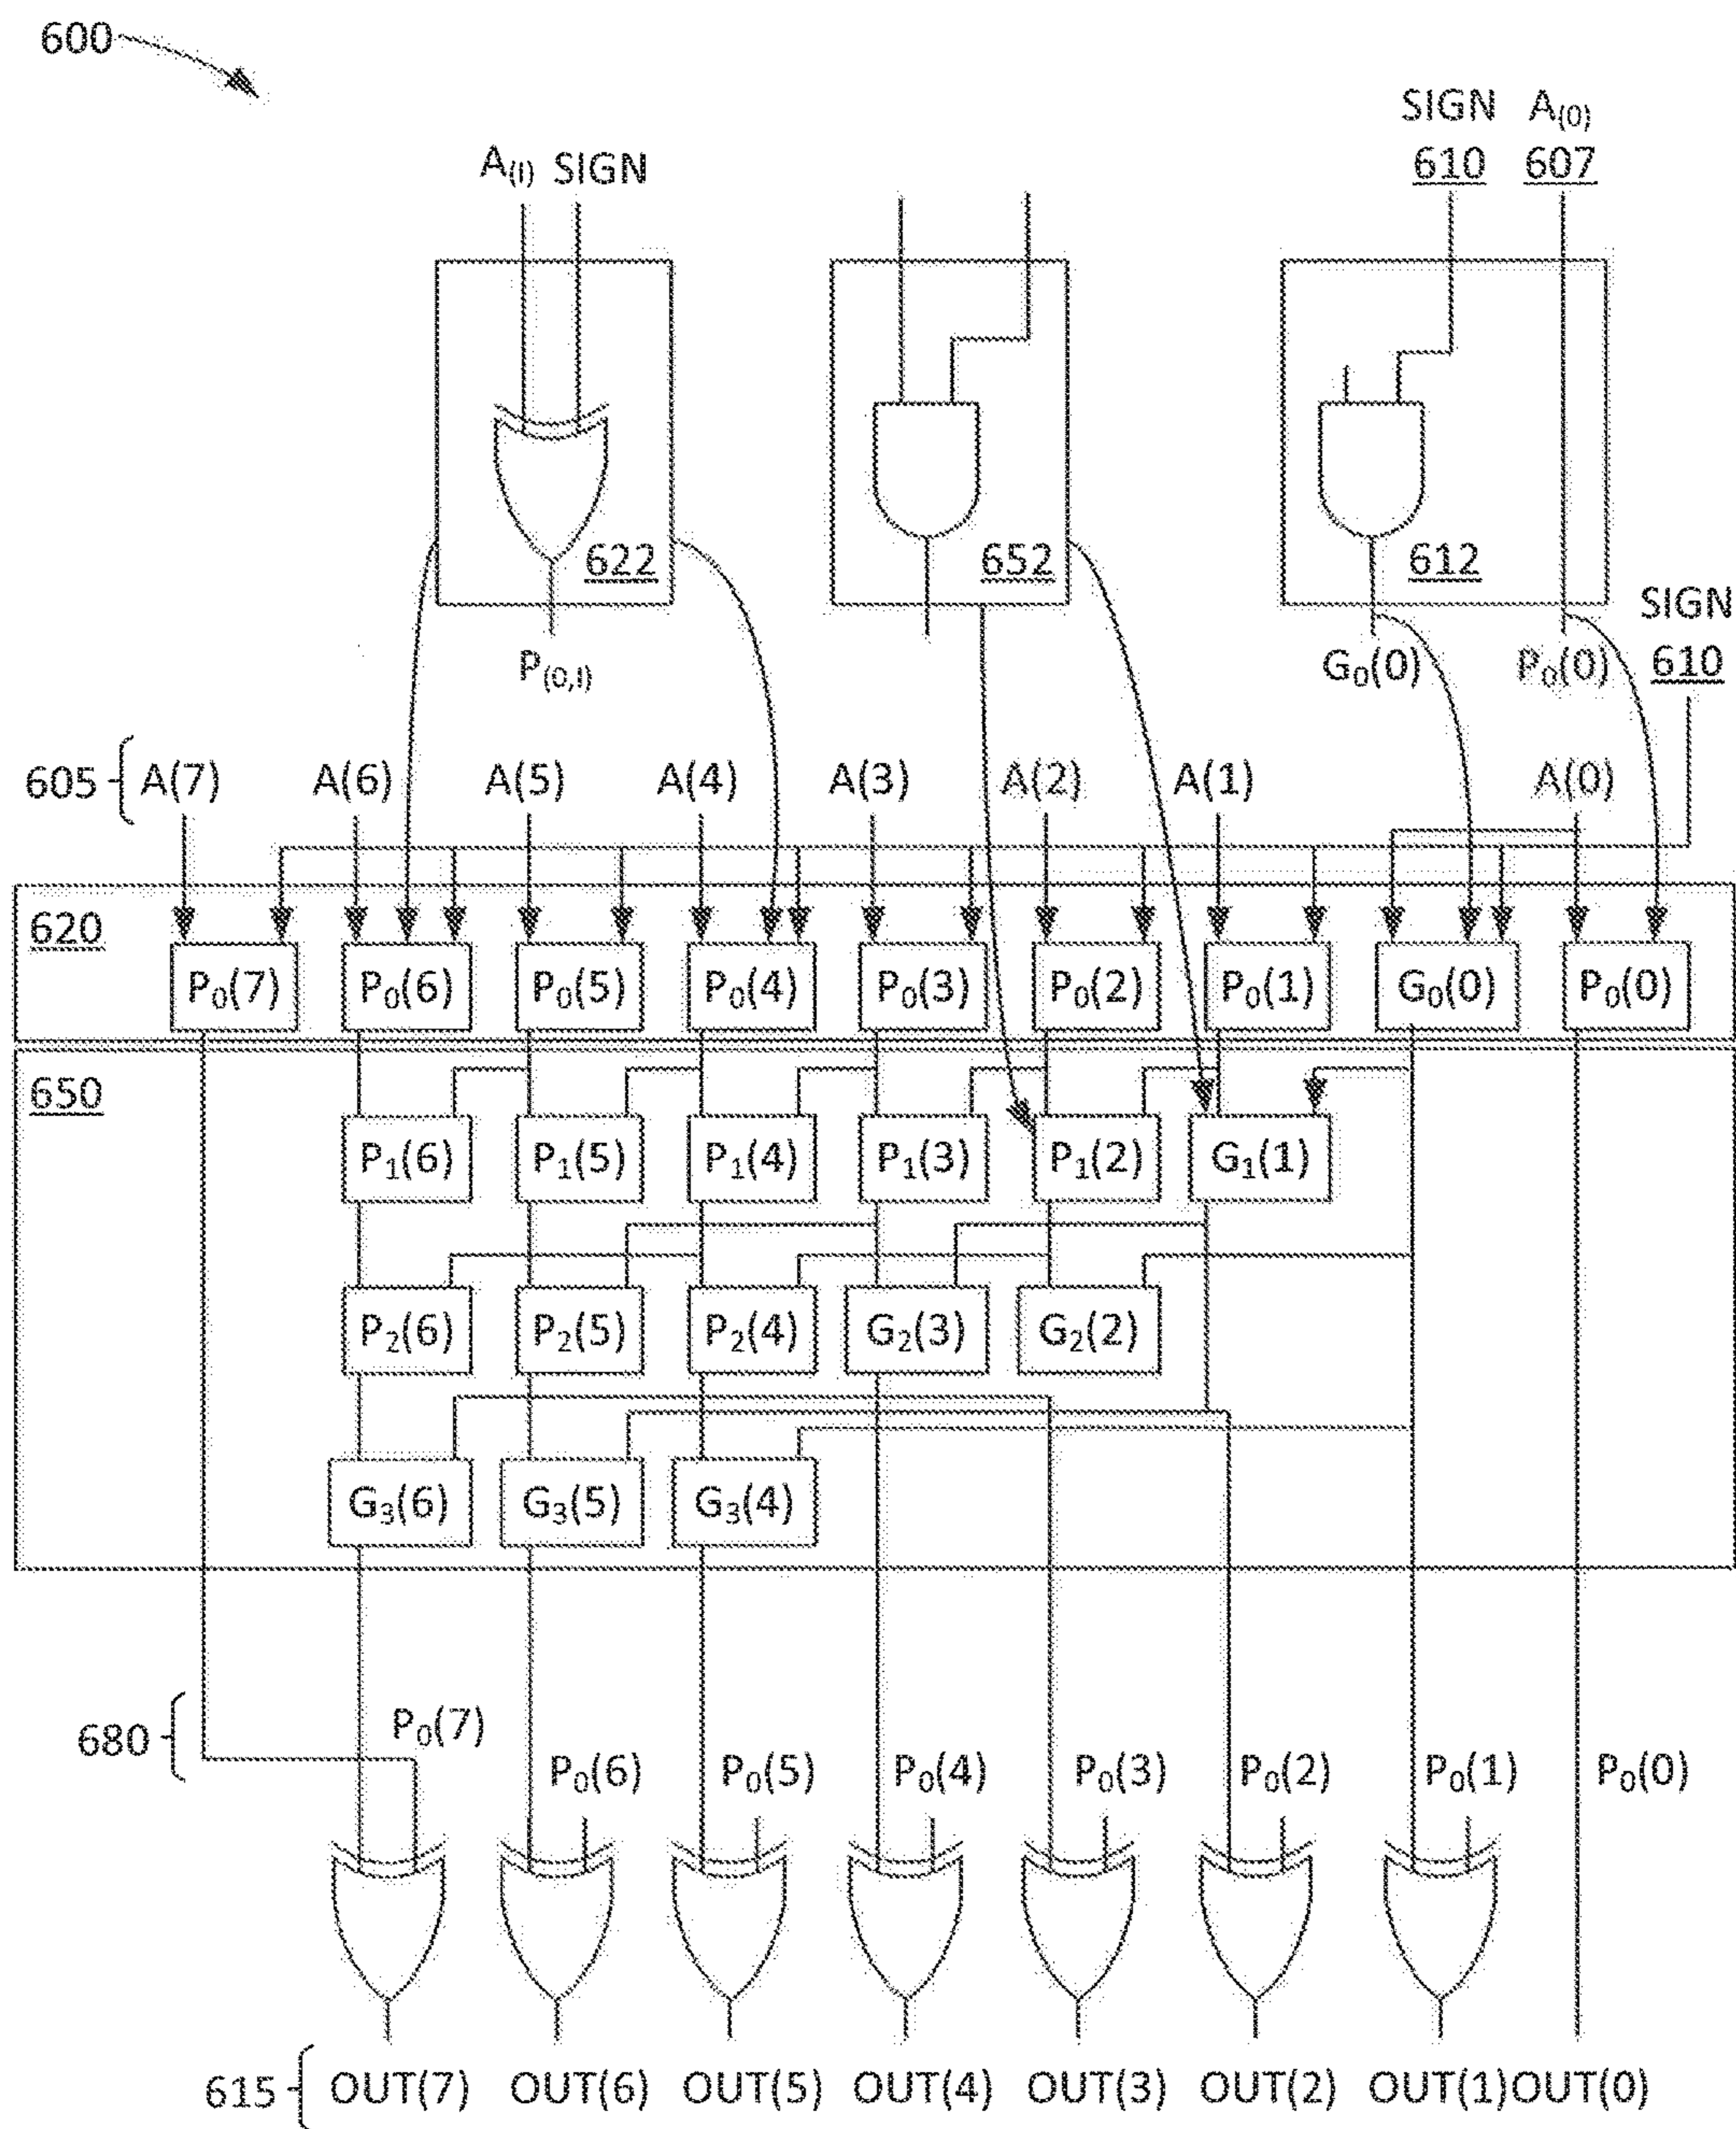 600
SIGN A(0)
610 607
A(I) SIGN
622
652
612
SIGN
610
P(0,I)
G₀(0) P₀(0)
605 A(7) A(6) A(5) A(4) A(3) A(2) A(1) A(0)
620
P₀(7) P₀(6) P₀(5) P₀(4) P₀(3) P₀(2) P₀(1) G₀(0) P₀(0)
650
P₁(6) P₁(5) P₁(4) P₁(3) P₁(2) G₁(1)
P₂(6) P₂(5) P₂(4) G₂(3) G₂(2)
G₃(6) G₃(5) G₃(4)
680
P₀(7)
P₀(6) P₀(5) P₀(4) P₀(3) P₀(2) P₀(1) P₀(0)
615 OUT(7) OUT(6) OUT(5) OUT(4) OUT(3) OUT(2) OUT(1) OUT(0)